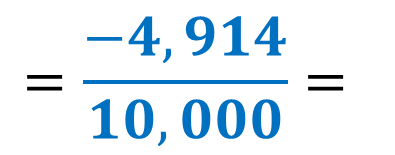 = −4,914 / 10,000 =